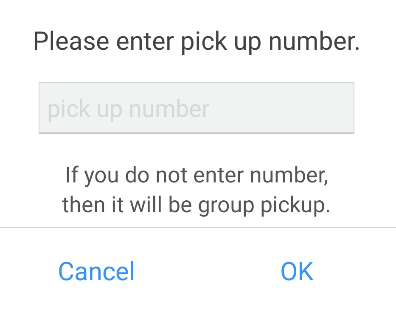 Please enter pick up number.
pick up number
If you do not enter number,
then it will be group pickup.
Cancel OK